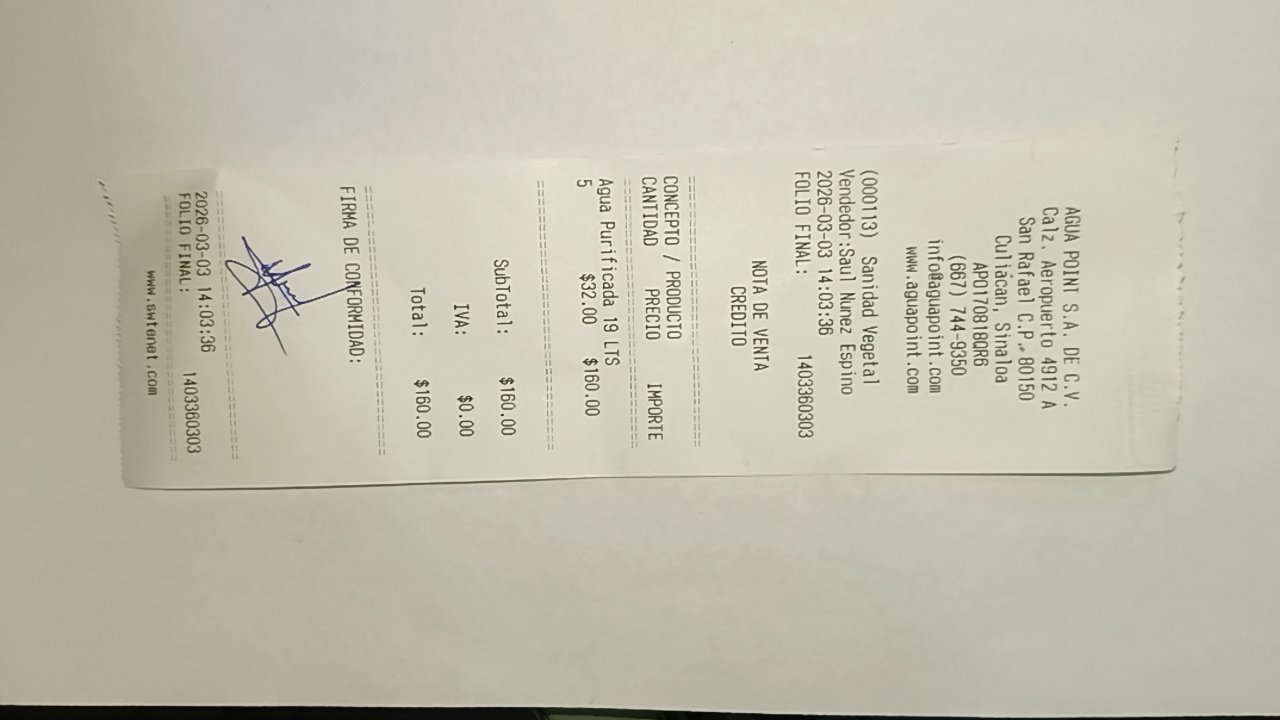 AGUA POINT S.A. DE C.V.
Calz. Aeropuerto 4912 A
San Rafael C.P. 80150
Culiacan, Sinaloa
APO170818QR6
(667) 744-9350
info@aguapoint.com
www.aguapoint.com
NOTA DE VENTA
CREDITO
(000113) Sanidad Vegetal
Vendedor:Saul Nunez Espino
2026-03-03 14:03:36
FOLIO FINAL: 1403360303
CONCEPTO / PRODUCTO
CANTIDAD PRECIO IMPORTE
Agua Purificada 19 LTS
5 $32.00 $160.00
SubTotal: $160.00
IVA: $0.00
Total: $160.00
FIRMA DE CONFORMIDAD:
2026-03-03 14:03:36
FOLIO FINAL: 1403360303
www.swtenet.com